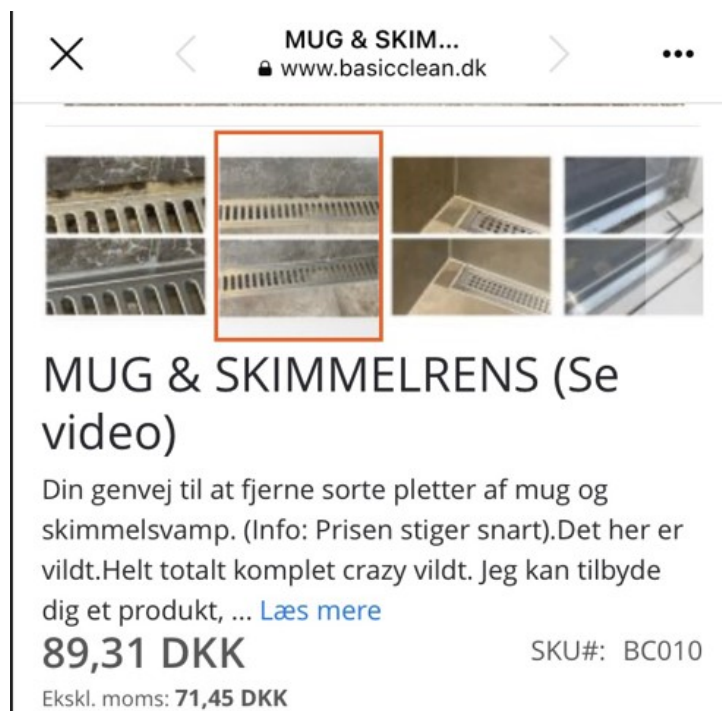 MUG & SKIM...
www.basicclean.dk
MUG & SKIMMELRENS (Se
video)
Din genvej til at fjerne sorte pletter af mug og
skimmelsvamp. (Info: Prisen stiger snart).Det her er
vildt.Helt totalt komplet crazy vildt. Jeg kan tilbyde
dig et produkt, ... Læs mere
89,31 DKK
SKU#: BC010
Ekskl. moms: 71,45 DKK